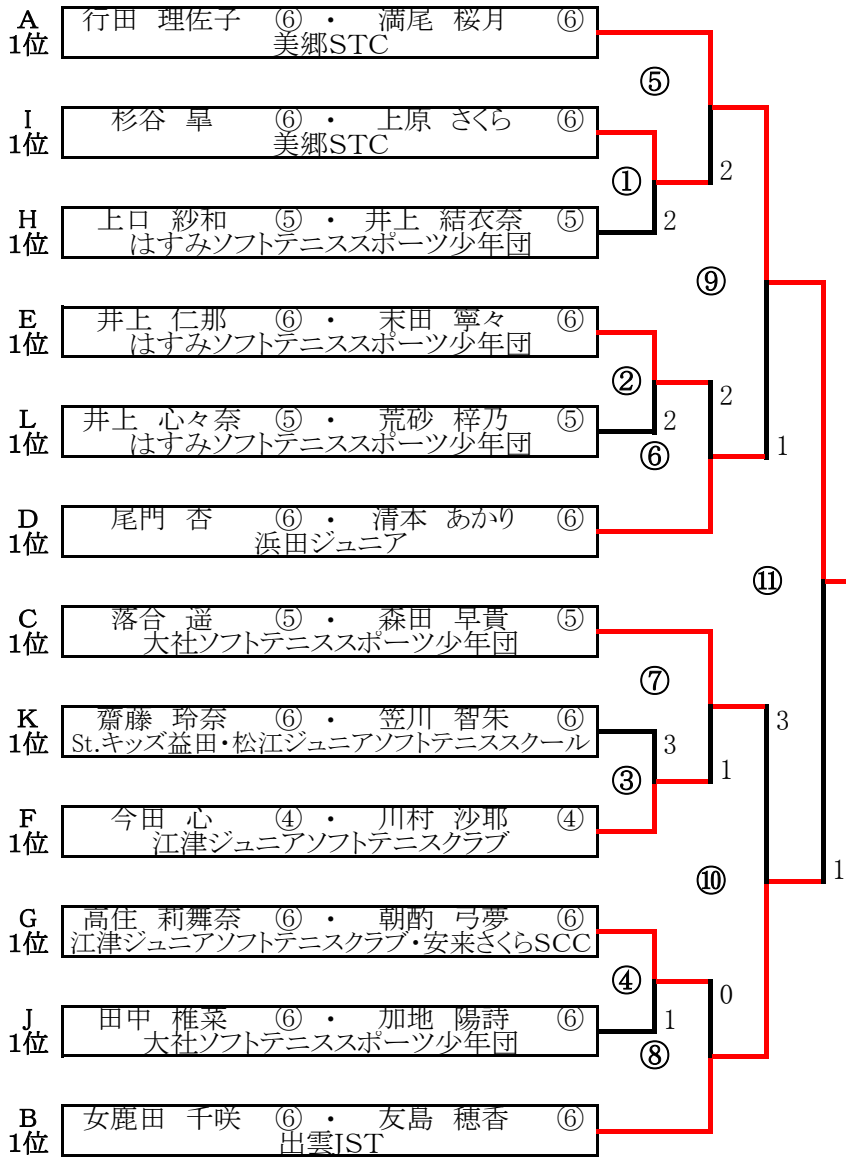 A 行田 理佐子 ⑥ ・ 満尾 桜月 ⑥
1位 美郷STC
⑤
I 杉谷 皐 ⑥ ・ 上原 さくら ⑥
1位 美郷STC
① 2
H 上口 紗和 ⑤ ・ 井上 結衣奈 ⑤ 2
1位 はすみソフトテニススポーツ少年団
⑨
E 井上 仁那 ⑥ ・ 末田 寧々 ⑥
1位 はすみソフトテニススポーツ少年団
② 2
L 井上 心々奈 ⑤ ・ 荒砂 梓乃 ⑤ 2
1位 はすみソフトテニススポーツ少年団 ⑥ 1
D 尾門 杏 ⑥ ・ 清本 あかり ⑥
1位 浜田ジュニア
⑪
C 落合 遥 ⑤ ・ 森田 早貴 ⑤
1位 大社ソフトテニススポーツ少年団
⑦
K 齋藤 玲奈 ⑥ ・ 笠川 智朱 ⑥ 3
1位 St.キッズ益田・松江ジュニアソフトテニススクール 3
③ 1
F 今田 心 ④ ・ 川村 沙耶 ④
1位 江津ジュニアソフトテニスクラブ
⑩ 1
G 高住 莉舞奈 ⑥ ・ 朝酌 弓夢 ⑥
1位 江津ジュニアソフトテニスクラブ・安来さくらSCC
④ 0
J 田中 椎菜 ⑥ ・ 加地 陽詩 ⑥ 1
1位 大社ソフトテニススポーツ少年団 ⑧
B 女鹿田 千咲 ⑥ ・ 友島 穂香 ⑥
1位 出雲JST